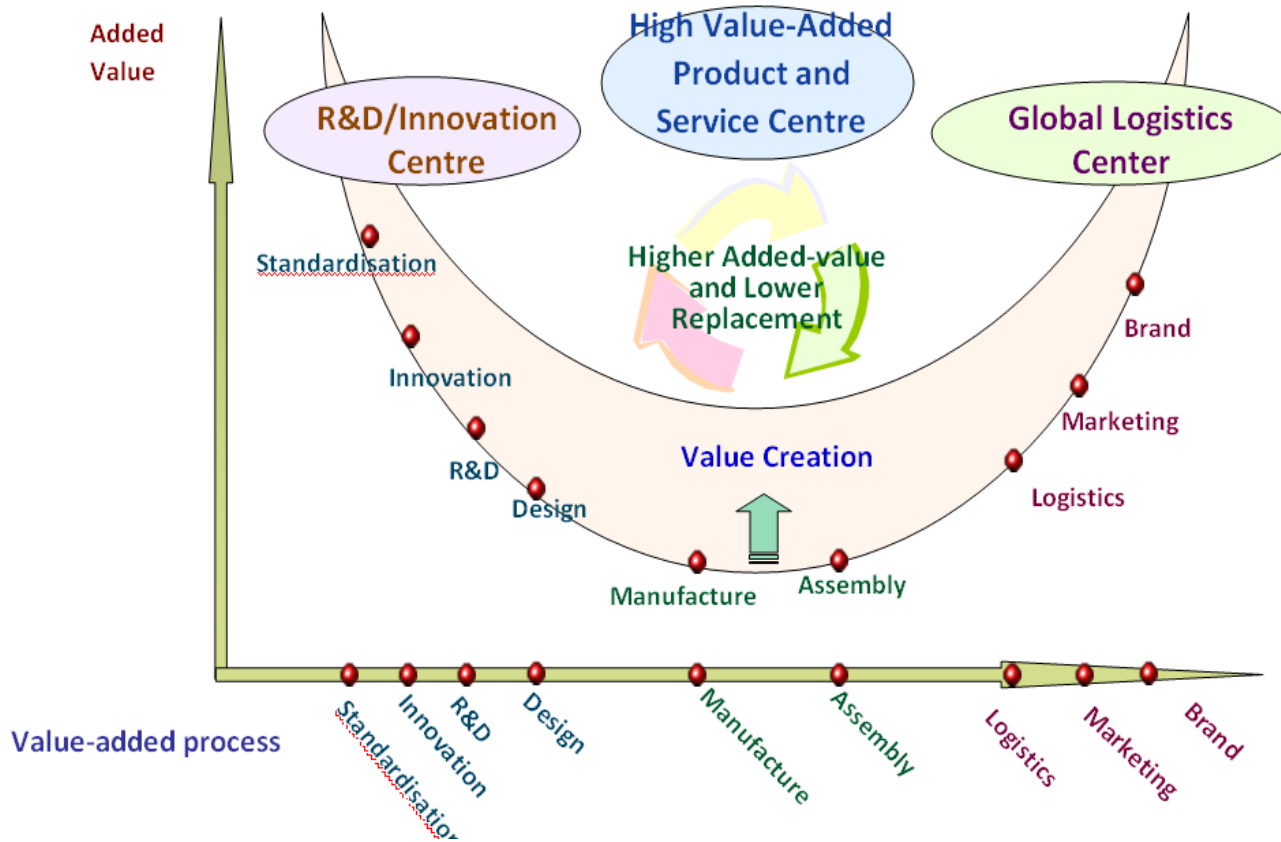 Added
Value
High Value-Added
Product and
Service Centre
R&D/Innovation
Centre
Global Logistics
Center
Higher Added-value
and Lower
Replacement
Standardisation
Innovation
R&D
Design
Value Creation
Manufacture
Assembly
Brand
Marketing
Logistics
Value-added process
Standardisation
Innovation
R&D
Design
Manufacture
Assembly
Logistics
Marketing
Brand